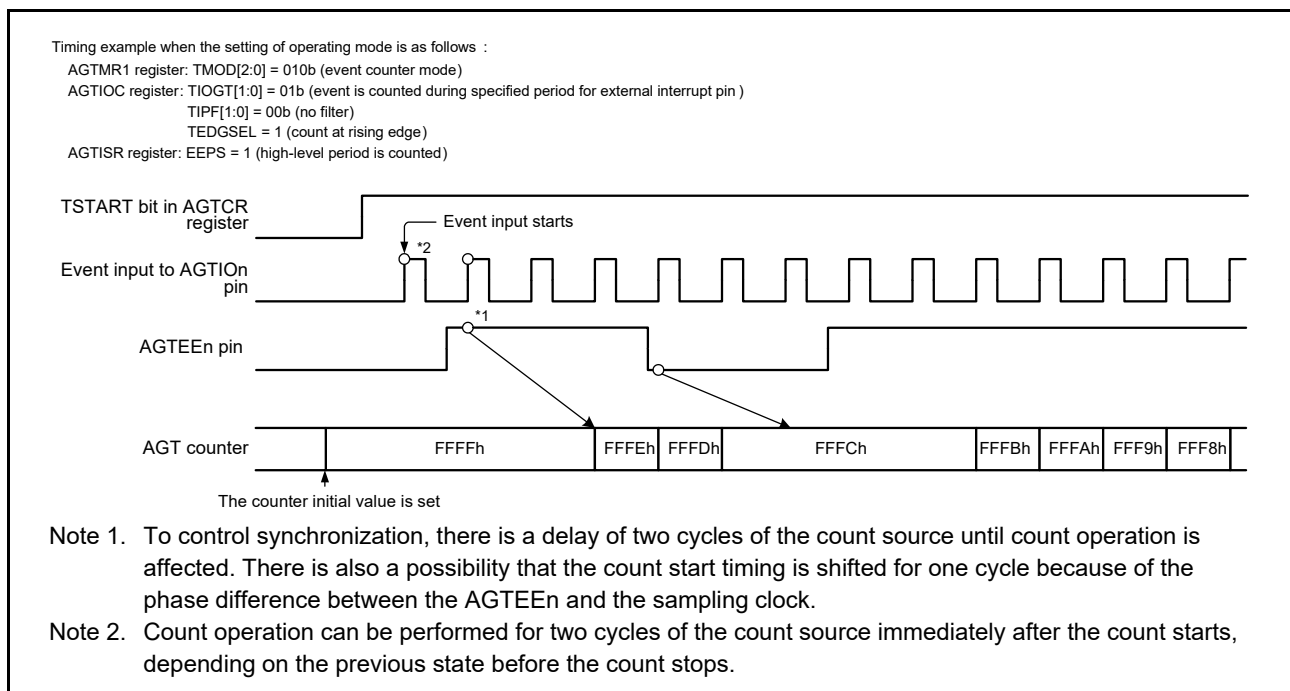 Timing example when the setting of operating mode is as follows :
AGTMR1 register: TMOD[2:0] = 010b (event counter mode)
AGTIOC register: TIOGT[1:0] = 01b (event is counted during specified period for external interrupt pin )
TIPF[1:0] = 00b (no filter)
TEDGSEL = 1 (count at rising edge)
AGTISR register: EEPS = 1 (high-level period is counted)
TSTART bit in AGTCR
register
Event input starts
*2
Event input to AGTIOn
pin
*1
AGTEEn pin
AGT counter FFFFh FFFEh FFFDh FFFCh FFFBh FFFAh FFF9h FFF8h
The counter initial value is set
Note 1. To control synchronization, there is a delay of two cycles of the count source until count operation is
affected. There is also a possibility that the count start timing is shifted for one cycle because of the
phase difference between the AGTEEn and the sampling clock.
Note 2. Count operation can be performed for two cycles of the count source immediately after the count starts,
depending on the previous state before the count stops.